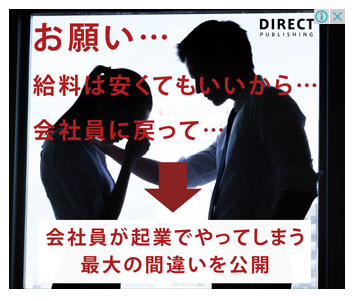 DIRECT
PUBLISHING
お願い…
給料は安くてもいいから…
会社員に戻って…
会社員が起業でやってしまう
最大の間違いを公開